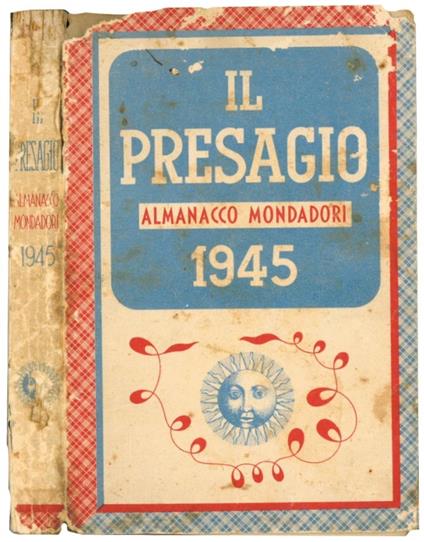 IL
PRESAGIO
ALMANACCO MONDADORI
1945
IL
PRESAGIO
ALMANACCO
MONDADORI
1945